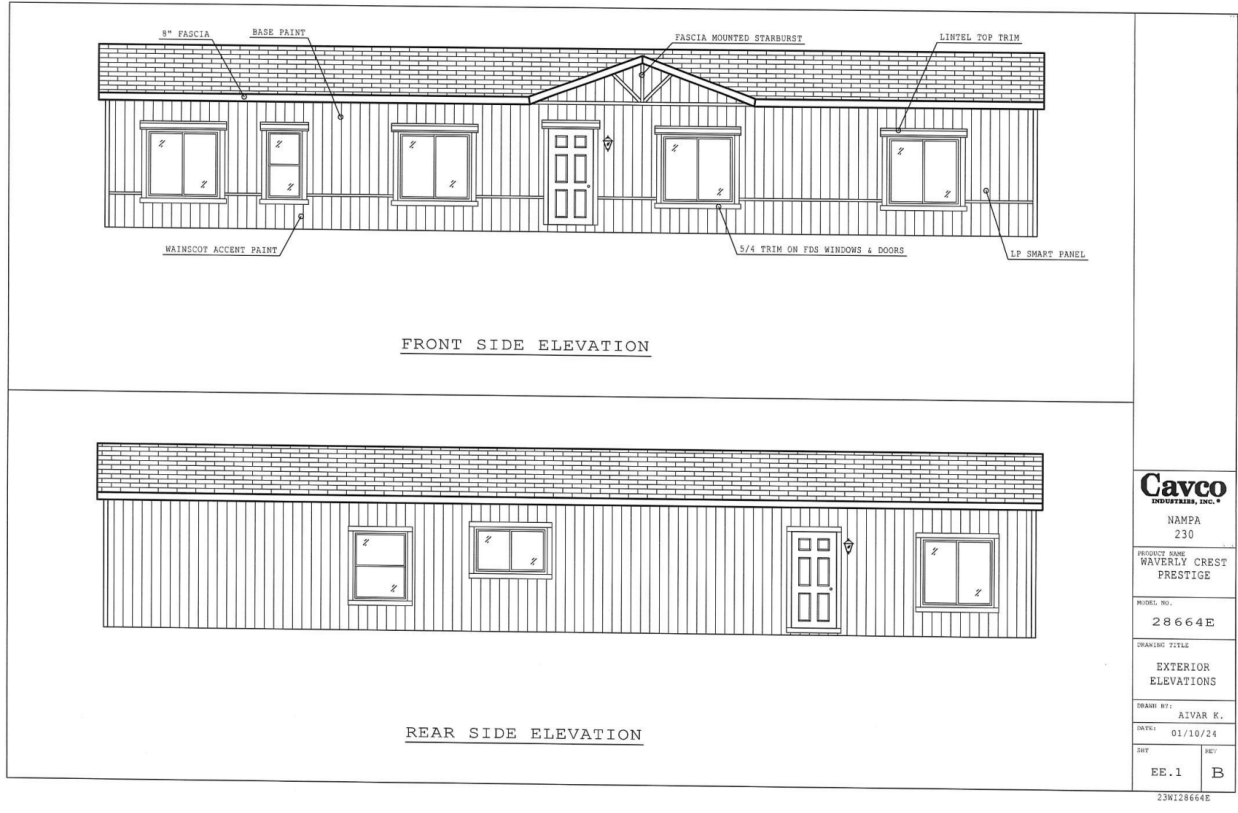 8" FASCIA
BASE PAINT
FASCIA MOUNTED STARBURST
LINTEL TOP TRIM
WAINSCOT ACCENT PAINT
5/4 TRIM ON FDS WINDOWS & DOORS
LP SMART PANEL
FRONT SIDE ELEVATION
REAR SIDE ELEVATION
Cavco
INDUSTRIES, INC.
NAMPA
230
PRODUCT NAME
WAVERLY CREST
PRESTIGE
MODEL NO.
28664E
DRAWING TITLE
EXTERIOR
ELEVATIONS
DRAWN BY:
AIVAR K.
DATE:
01/10/24
SHT
REV
EE.1
B
23WI28664E